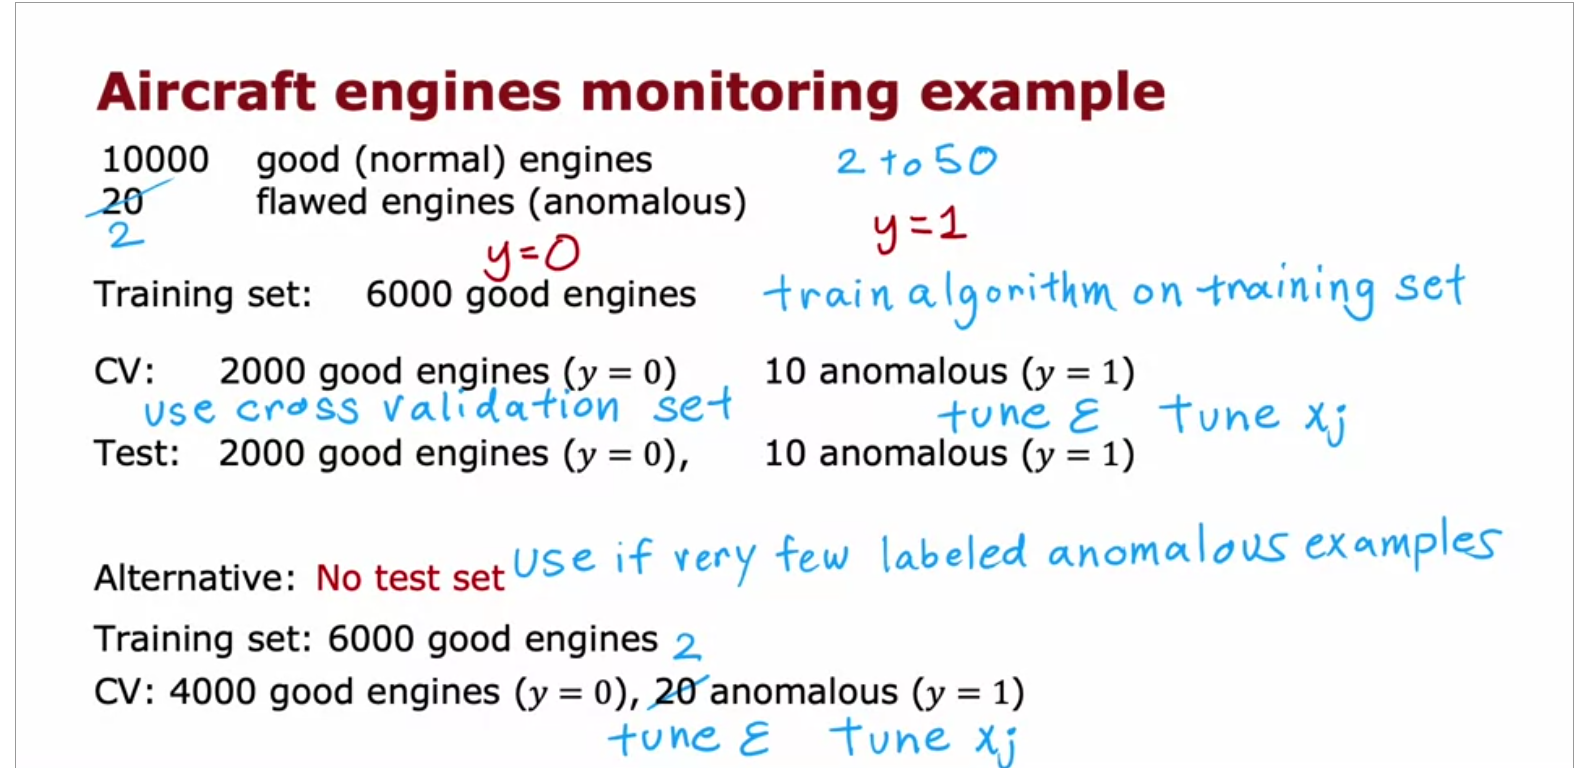 Aircraft engines monitoring example
10000 good (normal) engines 2 to 50
20 flawed engines (anomalous)
2 y=1
y=0
Training set: 6000 good engines train algorithm on training set
CV: 2000 good engines (y = 0) 10 anomalous (y = 1)
use cross validation set tune ε tune xj
Test: 2000 good engines (y = 0), 10 anomalous (y = 1)
Alternative: No test set Use if very few labeled anomalous examples
Training set: 6000 good engines 2
CV: 4000 good engines (y = 0), 20 anomalous (y = 1)
tune ε tune xj